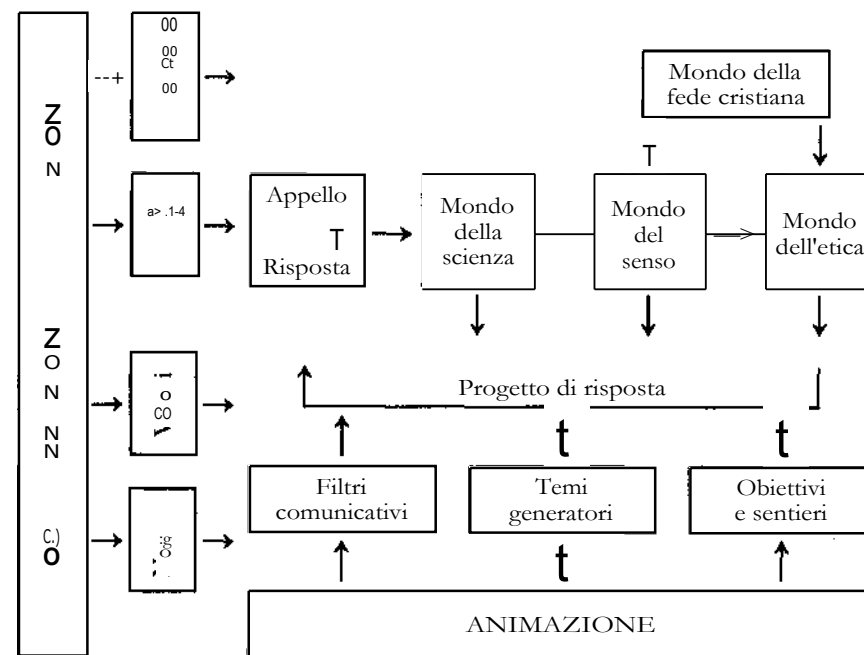 Mondo della
fede cristiana
Appello
Risposta
Mondo
della
scienza
Mondo
del
senso
Mondo
dell'etica
Progetto di risposta
Filtri
comunicativi
Temi
generatori
Obiettivi
e sentieri
ANIMAZIONE